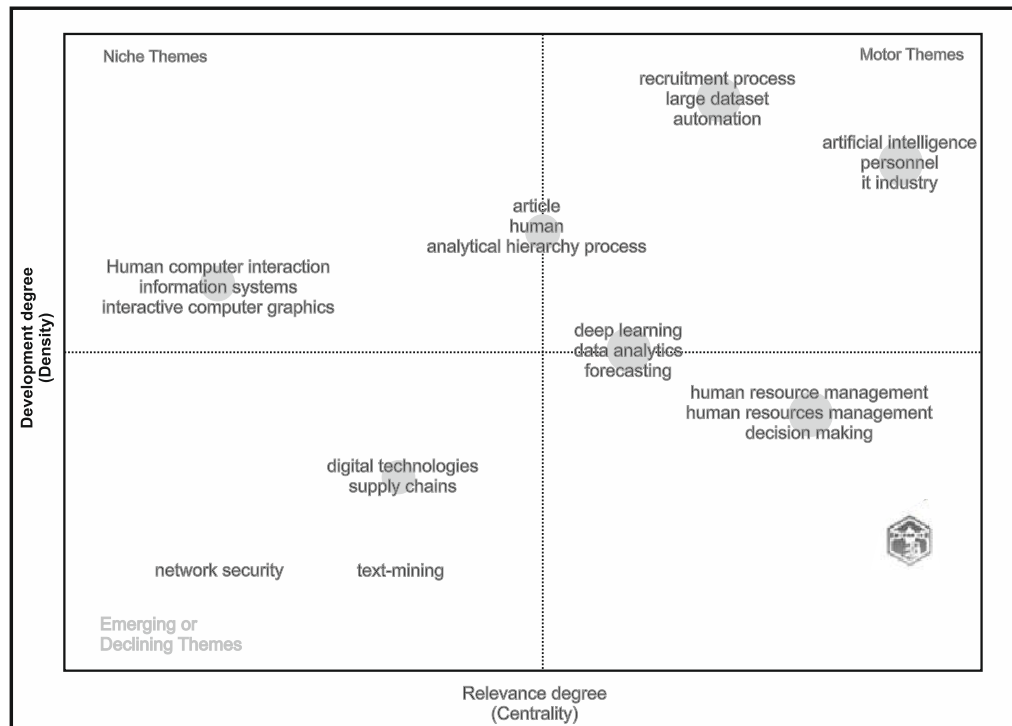 Niche Themes
Motor Themes
recruitment process
large dataset
automation
artificial intelligence
personnel
it industry
article
human
analytical hierarchy process
Human computer interaction
information systems
interactive computer graphics
deep learning
data analytics
forecasting
Development degree
(Density)
human resource management
human resources management
decision making
digital technologies
supply chains
network security
text-mining
Emerging or
Declining Themes
Relevance degree
(Centrality)